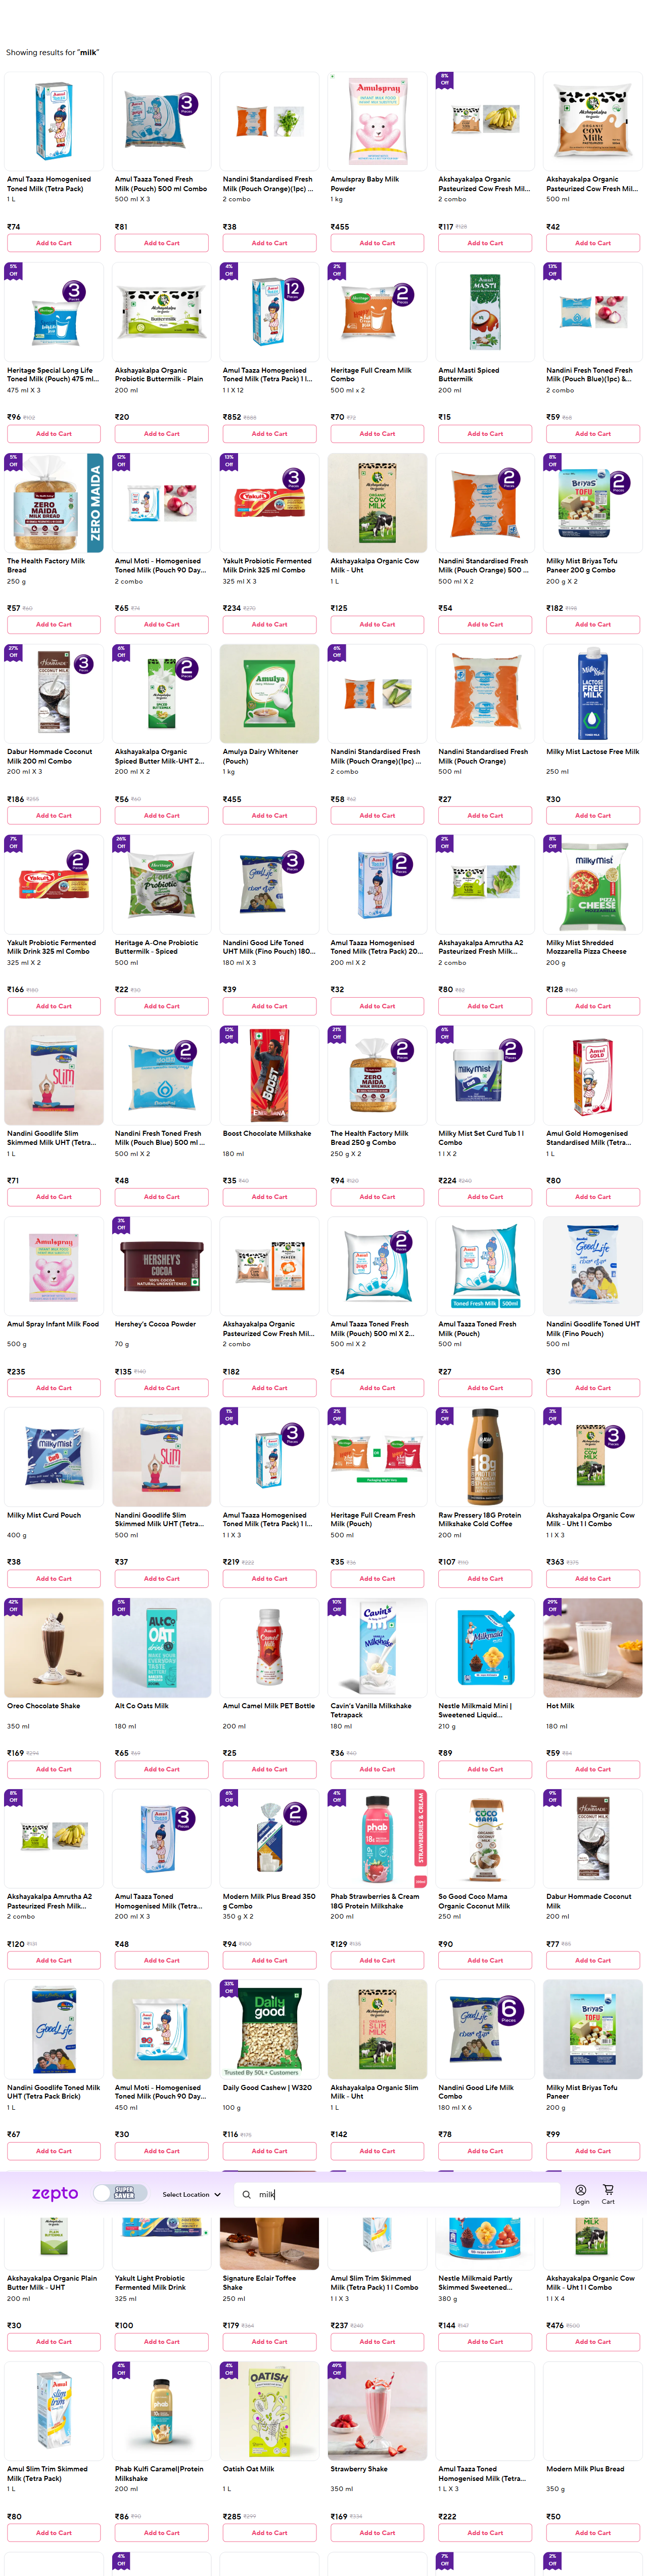 Showing results for "milk"
Amul Taaza Homogenised
Toned Milk (Tetra Pack)
1 L
₹74
Add to Cart
Amul Taaza Toned Fresh
Milk (Pouch) 500 ml Combo
500 ml X 3
₹81
Add to Cart
Nandini Standardised Fresh
Milk (Pouch Orange)(1pc) ...
2 combo
₹38
Add to Cart
Amulspray Baby Milk
Powder
1 kg
₹455
Add to Cart
8%
Off
Akshayakalpa Organic
Pasteurized Cow Fresh Mil...
2 combo
₹117 ₹128
Add to Cart
Akshayakalpa Organic
Pasteurized Cow Fresh Mil...
500 ml
₹42
Add to Cart
5%
Off
Heritage Special Long Life
Toned Milk (Pouch) 475 ml...
475 ml X 3
₹96 ₹102
Add to Cart
Akshayakalpa Organic
Probiotic Buttermilk - Plain
200 ml
₹20
Add to Cart
4%
Off
Amul Taaza Homogenised
Toned Milk (Tetra Pack) 1 l...
1 l X 12
₹852 ₹888
Add to Cart
2%
Off
Heritage Full Cream Milk
Combo
500 ml x 2
₹70 ₹72
Add to Cart
Amul Masti Spiced
Buttermilk
200 ml
₹15
Add to Cart
13%
Off
Nandini Fresh Toned Fresh
Milk (Pouch Blue)(1pc) &...
2 combo
₹59 ₹68
Add to Cart
5%
Off
ZERO MAIDA
The Health Factory Milk
Bread
250 g
₹57 ₹60
Add to Cart
12%
Off
Amul Moti - Homogenised
Toned Milk (Pouch 90 Day...
2 combo
₹65 ₹74
Add to Cart
13%
Off
Yakult Probiotic Fermented
Milk Drink 325 ml Combo
325 ml X 3
₹234 ₹270
Add to Cart
Akshayakalpa Organic Cow
Milk - Uht
1 L
₹125
Add to Cart
Nandini Standardised Fresh
Milk (Pouch Orange) 500 ...
500 ml X 2
₹54
Add to Cart
8%
Off
Milky Mist Briyas Tofu
Paneer 200 g Combo
200 g X 2
₹182 ₹198
Add to Cart
27%
Off
Dabur Hommade Coconut
Milk 200 ml Combo
200 ml X 3
₹186 ₹255
Add to Cart
6%
Off
Akshayakalpa Organic
Spiced Butter Milk-UHT 2...
200 ml X 2
₹56 ₹60
Add to Cart
Amulya Dairy Whitener
(Pouch)
1 kg
₹455
Add to Cart
6%
Off
Nandini Standardised Fresh
Milk (Pouch Orange)(1pc) ...
2 combo
₹58 ₹62
Add to Cart
Nandini Standardised Fresh
Milk (Pouch Orange)
500 ml
₹27
Add to Cart
Milky Mist Lactose Free Milk
250 ml
₹30
Add to Cart
7%
Off
Yakult Probiotic Fermented
Milk Drink 325 ml Combo
325 ml X 2
₹166 ₹180
Add to Cart
26%
Off
Heritage A-One Probiotic
Buttermilk - Spiced
500 ml
₹22 ₹30
Add to Cart
Nandini Good Life Toned
UHT Milk (Fino Pouch) 180...
180 ml X 3
₹39
Add to Cart
Amul Taaza Homogenised
Toned Milk (Tetra Pack) 20...
200 ml X 2
₹32
Add to Cart
2%
Off
Akshayakalpa Amrutha A2
Pasteurized Fresh Milk...
2 combo
₹80 ₹82
Add to Cart
8%
Off
Milky Mist Shredded
Mozzarella Pizza Cheese
200 g
₹128 ₹140
Add to Cart
Nandini Goodlife Slim
Skimmed Milk UHT (Tetra...
1 L
₹71
Add to Cart
Nandini Fresh Toned Fresh
Milk (Pouch Blue) 500 ml ...
500 ml X 2
₹48
Add to Cart
12%
Off
Boost Chocolate Milkshake
180 ml
₹35 ₹40
Add to Cart
21%
Off
The Health Factory Milk
Bread 250 g Combo
250 g X 2
₹94 ₹120
Add to Cart
6%
Off
Milky Mist Set Curd Tub 1 l
Combo
1 l X 2
₹224 ₹240
Add to Cart
Amul Gold Homogenised
Standardised Milk (Tetra...
1 L
₹80
Add to Cart
Amul Spray Infant Milk Food
500 g
₹235
Add to Cart
3%
Off
Hershey's Cocoa Powder
70 g
₹135 ₹140
Add to Cart
Akshayakalpa Organic
Pasteurized Cow Fresh Mil...
2 combo
₹182
Add to Cart
Amul Taaza Toned Fresh
Milk (Pouch) 500 ml X 2...
500 ml X 2
₹54
Add to Cart
Toned Fresh Milk 500ml
Amul Taaza Toned Fresh
Milk (Pouch)
500 ml
₹27
Add to Cart
Nandini Goodlife Toned UHT
Milk (Fino Pouch)
500 ml
₹30
Add to Cart
Milky Mist Curd Pouch
400 g
₹38
Add to Cart
Nandini Goodlife Slim
Skimmed Milk UHT (Tetra...
500 ml
₹37
Add to Cart
1%
Off
Amul Taaza Homogenised
Toned Milk (Tetra Pack) 1 l...
1 l X 3
₹219 ₹222
Add to Cart
2%
Off
Heritage Full Cream Fresh
Milk (Pouch)
500 ml
₹35 ₹36
Add to Cart
2%
Off
Raw Pressery 18G Protein
Milkshake Cold Coffee
200 ml
₹107 ₹110
Add to Cart
3%
Off
Akshayakalpa Organic Cow
Milk - Uht 1 l Combo
1 l X 3
₹363 ₹375
Add to Cart
42%
Off
Oreo Chocolate Shake
350 ml
₹169 ₹294
Add to Cart
5%
Off
Alt Co Oats Milk
180 ml
₹65 ₹69
Add to Cart
Amul Camel Milk PET Bottle
200 ml
₹25
Add to Cart
10%
Off
Cavin's Vanilla Milkshake
Tetrapack
180 ml
₹36 ₹40
Add to Cart
Nestle Milkmaid Mini |
Sweetened Liquid...
210 g
₹89
Add to Cart
29%
Off
Hot Milk
180 ml
₹59 ₹84
Add to Cart
8%
Off
Akshayakalpa Amrutha A2
Pasteurized Fresh Milk...
2 combo
₹120 ₹131
Add to Cart
Amul Taaza Toned
Homogenised Milk (Tetra...
200 ml X 3
₹48
Add to Cart
6%
Off
Modern Milk Plus Bread 350
g Combo
350 g X 2
₹94 ₹100
Add to Cart
4%
Off
STRAWBERRIES & CREAM
Phab Strawberries & Cream
18G Protein Milkshake
200 ml
₹129 ₹135
Add to Cart
So Good Coco Mama
Organic Coconut Milk
250 ml
₹90
Add to Cart
9%
Off
Dabur Hommade Coconut
Milk
200 ml
₹77 ₹85
Add to Cart
Nandini Goodlife Toned Milk
UHT (Tetra Pack Brick)
1 L
₹67
Add to Cart
Amul Moti - Homogenised
Toned Milk (Pouch 90 Day...
450 ml
₹30
Add to Cart
33%
Off
Daily good
Trusted By 50L+ Customers
Daily Good Cashew | W320
100 g
₹116 ₹175
Add to Cart
Akshayakalpa Organic Slim
Milk - Uht
1 L
₹142
Add to Cart
6
Pieces
Nandini Good Life Milk
Combo
180 ml X 6
₹78
Add to Cart
Milky Mist Briyas Tofu
Paneer
200 g
₹99
Add to Cart
zepto
SUPER
SAVER
Select Location
milk
Login
Cart
Akshayakalpa Organic Plain
Butter Milk - UHT
200 ml
₹30
Add to Cart
Yakult Light Probiotic
Fermented Milk Drink
325 ml
₹100
Add to Cart
Signature Eclair Toffee
Shake
250 ml
₹179 ₹364
Add to Cart
Amul Slim Trim Skimmed
Milk (Tetra Pack) 1 l Combo
1 l X 3
₹237 ₹240
Add to Cart
Nestle Milkmaid Partly
Skimmed Sweetened...
380 g
₹144 ₹147
Add to Cart
Akshayakalpa Organic Cow
Milk - Uht 1 l Combo
1 l X 4
₹476 ₹500
Add to Cart
Amul Slim Trim Skimmed
Milk (Tetra Pack)
1 L
₹80
Add to Cart
4%
Off
Phab Kulfi Caramel|Protein
Milkshake
200 ml
₹86 ₹90
Add to Cart
4%
Off
Oatish Oat Milk
1 L
₹285 ₹299
Add to Cart
49%
Off
Strawberry Shake
350 ml
₹169 ₹334
Add to Cart
Amul Taaza Toned
Homogenised Milk (Tetra...
1 L X 3
₹222
Add to Cart
Modern Milk Plus Bread
350 g
₹50
Add to Cart
4%
Off
7%
Off
2%
Off